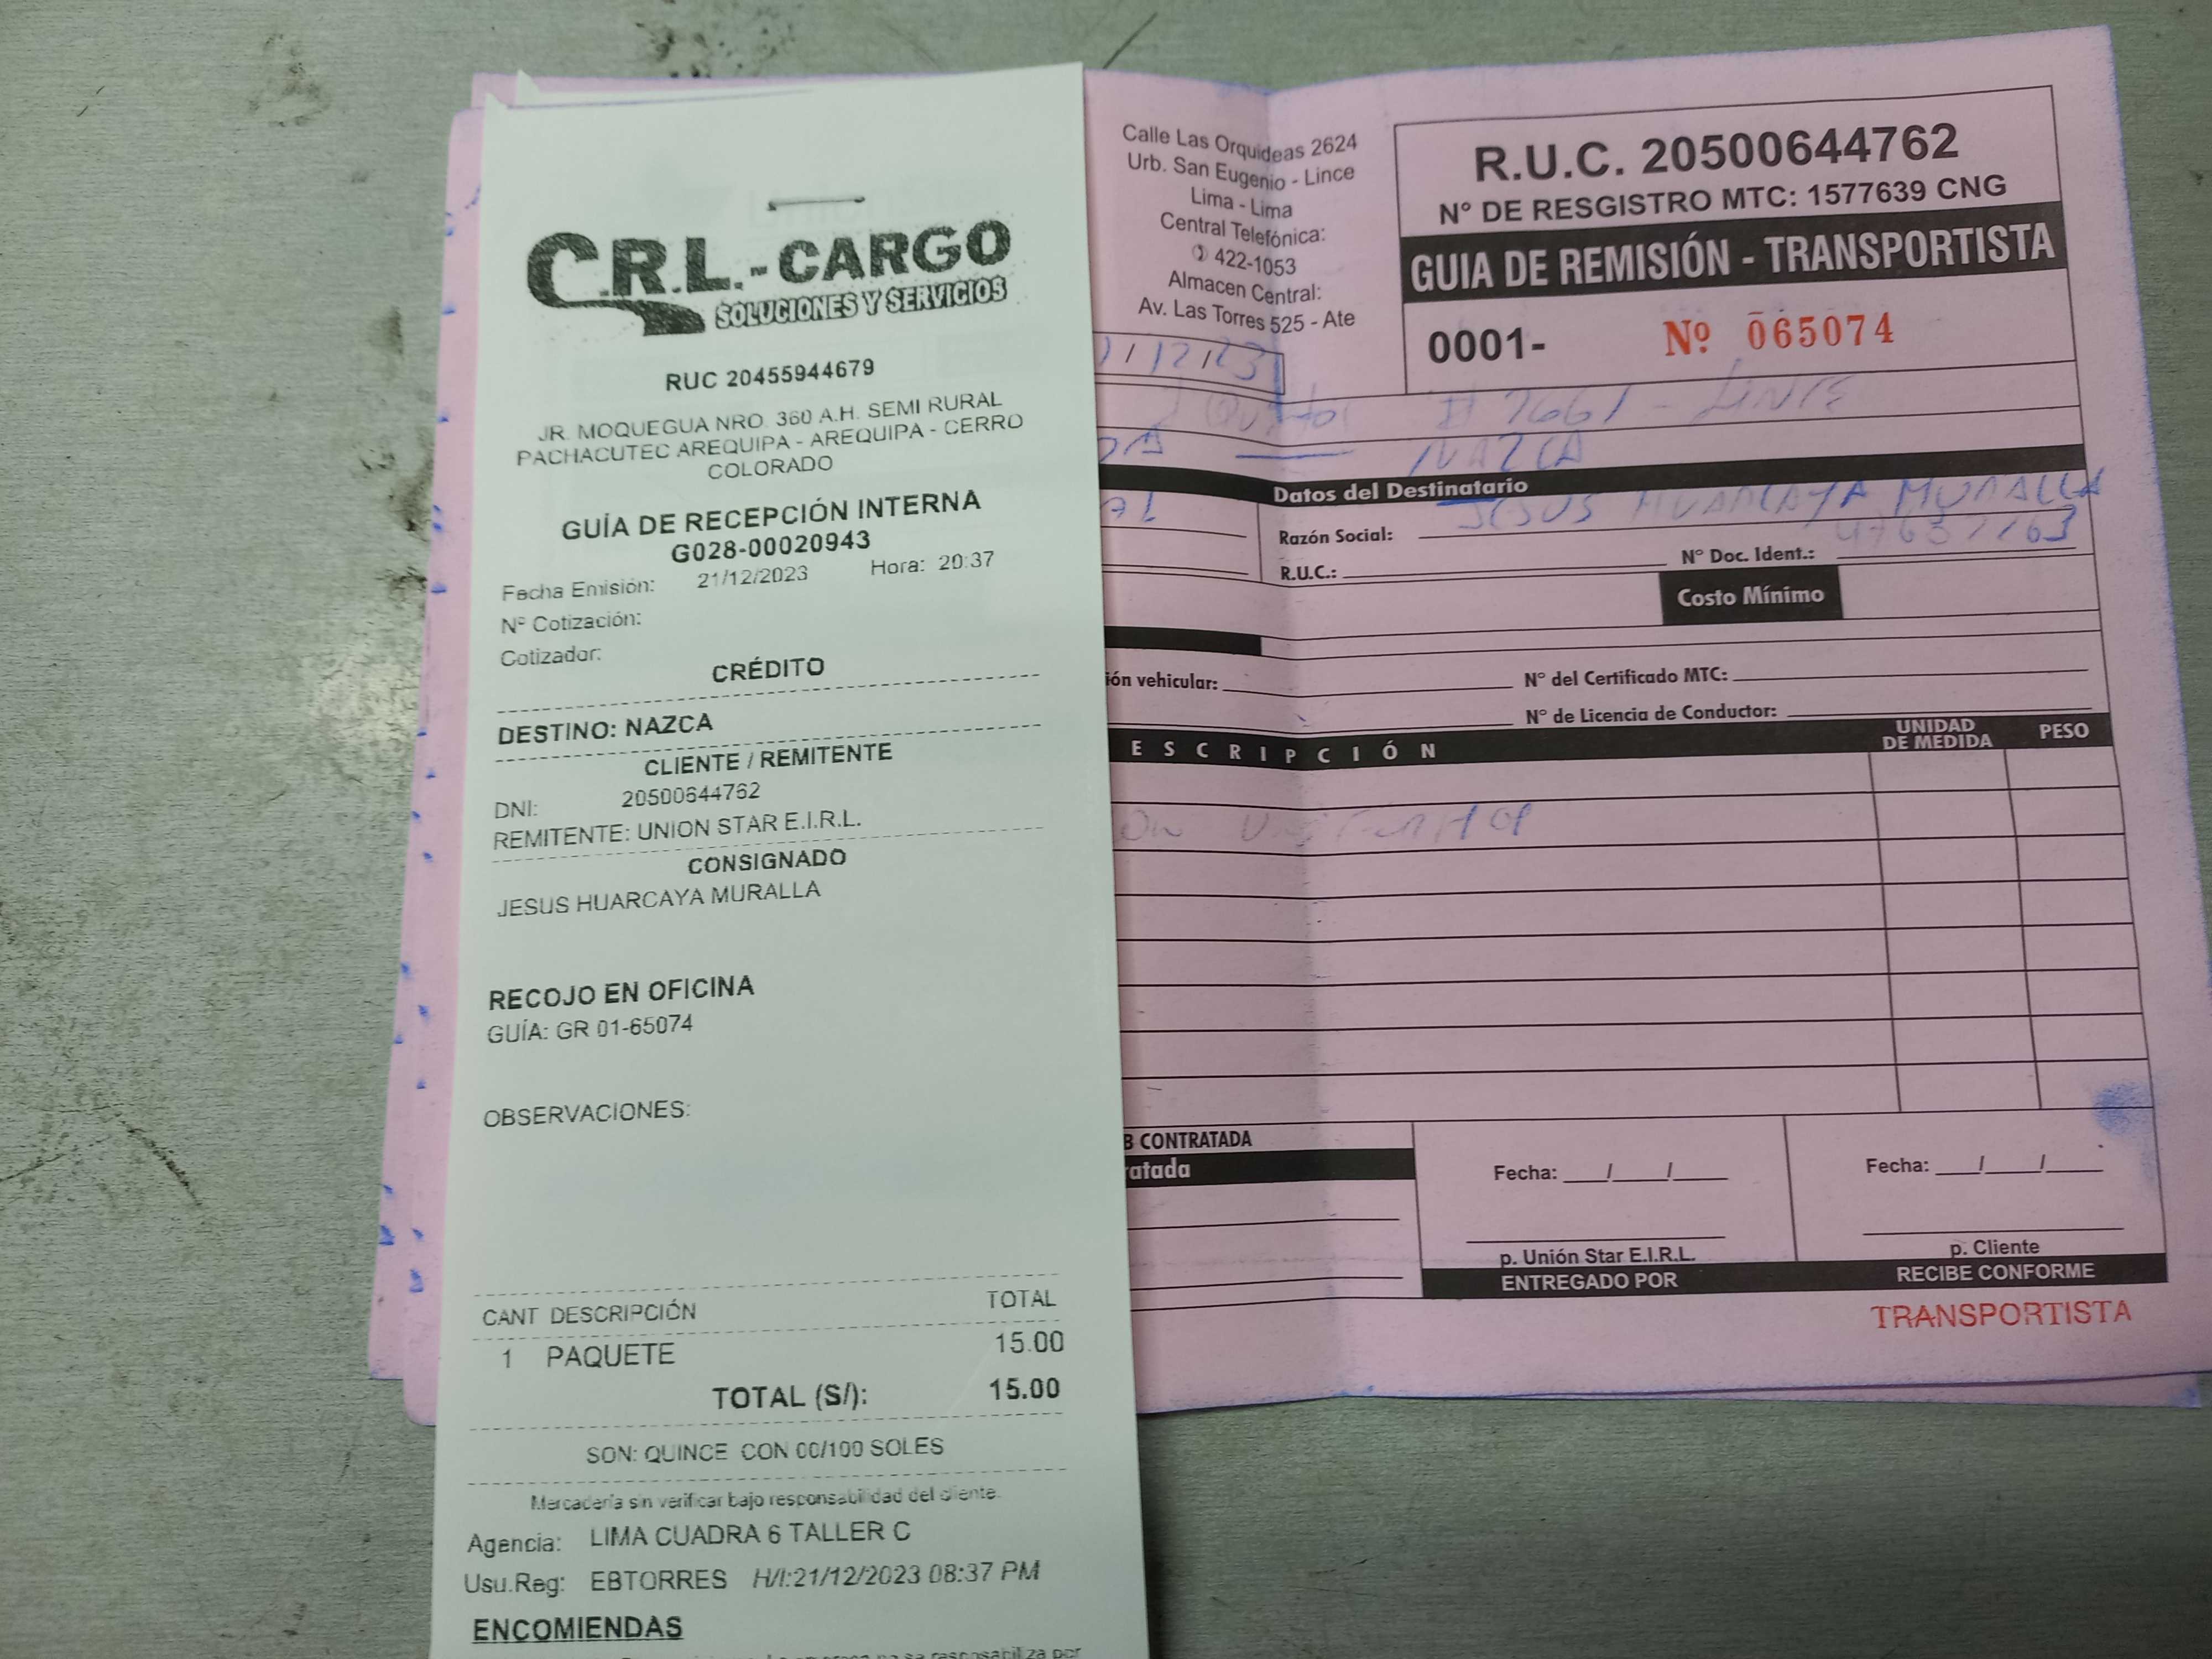 C.R.L.-CARGO
SOLUCIONES Y SERVICIOS
RUC 20455944679
JR. MOQUEGUA NRO. 360 A.H. SEMI RURAL
PACHACUTEC AREQUIPA - AREQUIPA - CERRO
COLORADO
GUÍA DE RECEPCIÓN INTERNA
G028-00020943
Fecha Emisión: 21/12/2023 Hora: 20:37
Nº Cotización:
Cotizador:
CRÉDITO
DESTINO: NAZCA
CLIENTE / REMITENTE
DNI: 20500644762
REMITENTE: UNION STAR E.I.R.L.
CONSIGNADO
JESUS HUARCAYA MURALLA
RECOJO EN OFICINA
GUÍA: GR 01-65074
OBSERVACIONES:
CANT DESCRIPCIÓN TOTAL
1 PAQUETE 15.00
TOTAL (S/): 15.00
SON: QUINCE CON 00/100 SOLES
Mercadería sin verificar bajo responsabilidad del cliente.
Agencia: LIMA CUADRA 6 TALLER C
Usu.Reg: EBTORRES H/I:21/12/2023 08:37 PM
ENCOMIENDAS
Calle Las Orquideas 2624
Urb. San Eugenio - Lince
Lima - Lima
Central Telefónica:
422-1053
Almacen Central:
Av. Las Torres 525 - Ate
R.U.C. 20500644762
N° DE RESGISTRO MTC: 1577639 CNG
GUIA DE REMISIÓN - TRANSPORTISTA
0001- Nº 065074
/ 12 / 23
# 2661 - LINCE
NAZCA
Datos del Destinatario
Razón Social: JESUS HUARCAYA MURALLA
R.U.C.: N° Doc. Ident.: 47637763
Costo Mínimo
ión vehicular: N° del Certificado MTC:
N° de Licencia de Conductor:
ESCRIPCIÓN UNIDAD DE MEDIDA PESO
B CONTRATADA
ratada
Fecha: / / Fecha: / /
p. Unión Star E.I.R.L. p. Cliente
ENTREGADO POR RECIBE CONFORME
TRANSPORTISTA